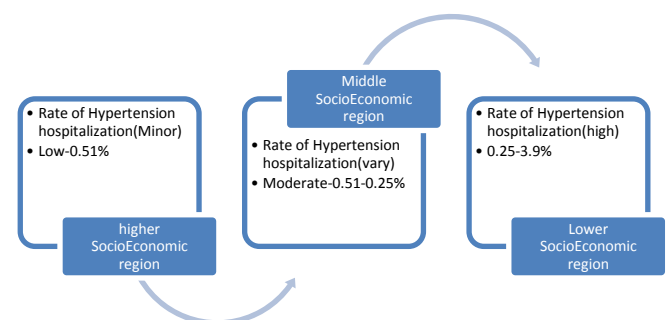 • Rate of Hypertension
hospitalization(Minor)
• Low-0.51%
higher
SocioEconomic
region
Middle
SocioEconomic
region
• Rate of Hypertension
hospitalization(vary)
• Moderate-0.51-0.25%
• Rate of Hypertension
hospitalization(high)
• 0.25-3.9%
Lower
SocioEconomic
region